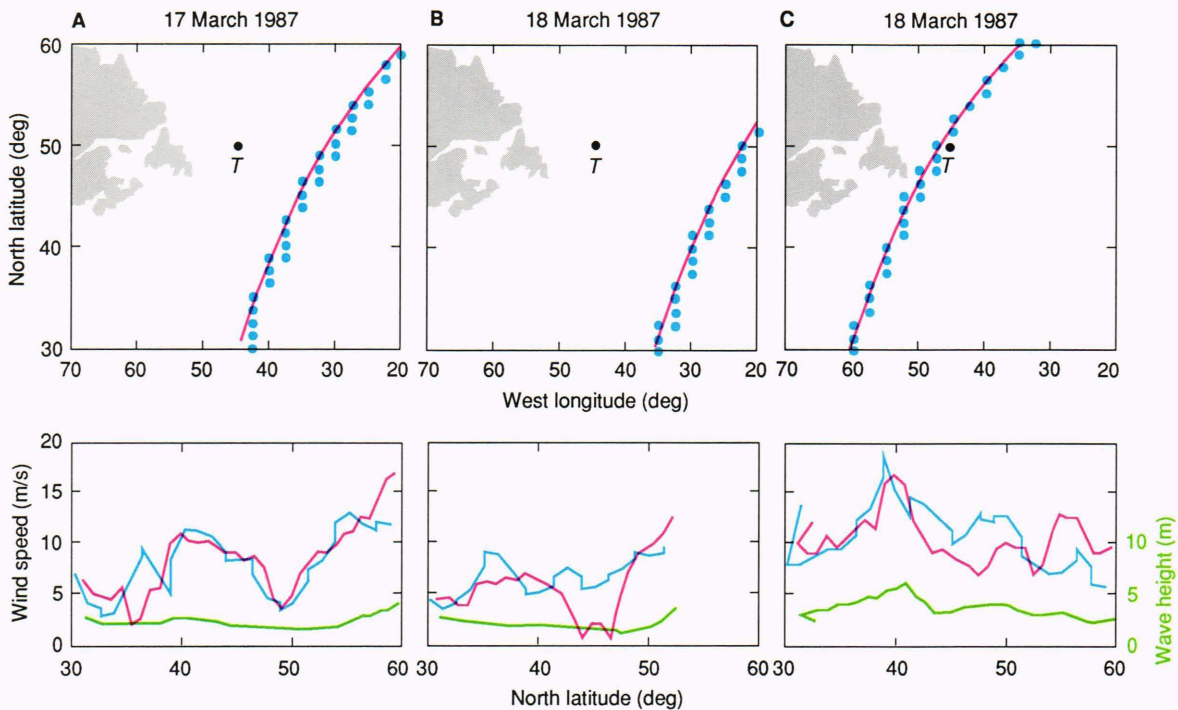 A 17 March 1987
B 18 March 1987
C 18 March 1987
North latitude (deg)
60
50
40
30
T
T
T
70 60 50 40 30 20
70 60 50 40 30 20
70 60 50 40 30 20
West longitude (deg)
Wind speed (m/s)
20
15
10
5
0
10
5
0
Wave height (m)
30 40 50 60
30 40 50 60
30 40 50 60
North latitude (deg)